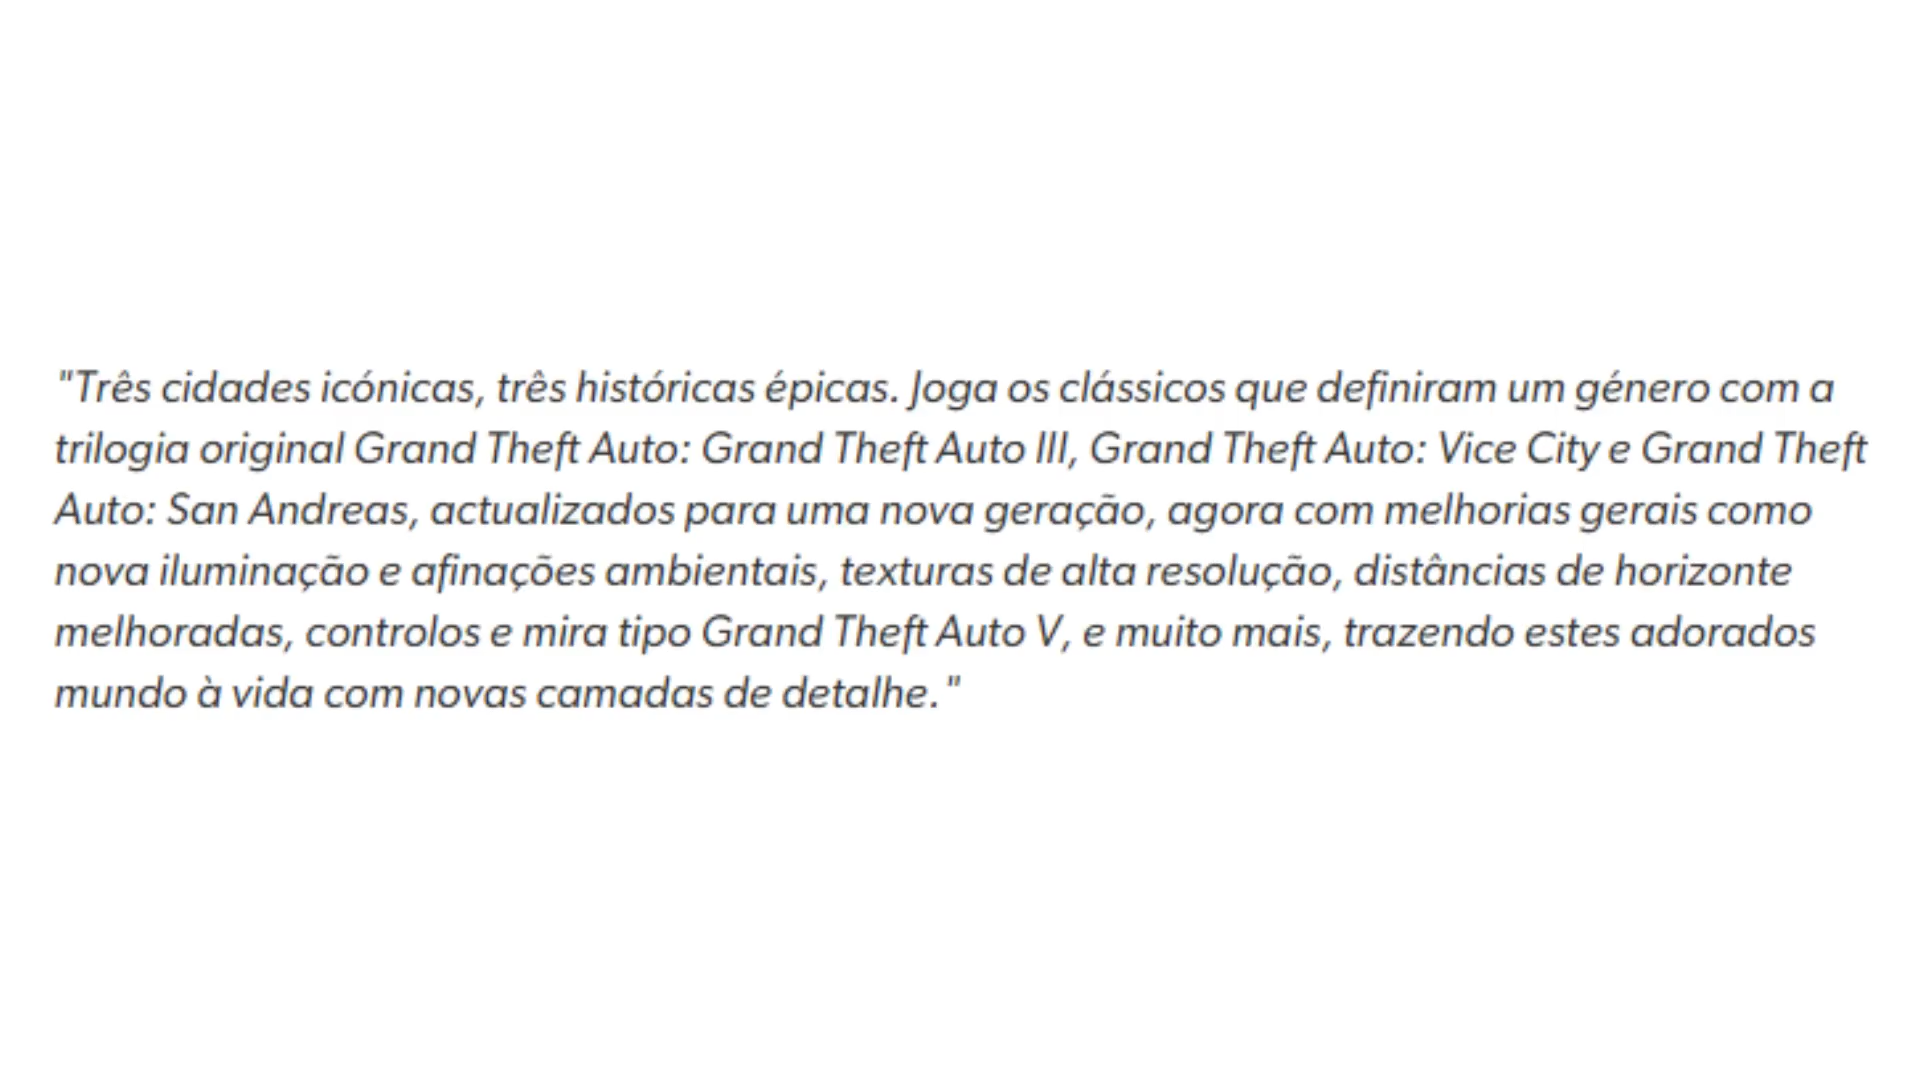 "Três cidades icónicas, três históricas épicas. Joga os clássicos que definiram um género com a
trilogia original Grand Theft Auto: Grand Theft Auto III, Grand Theft Auto: Vice City e Grand Theft
Auto: San Andreas, actualizados para uma nova geração, agora com melhorias gerais como
nova iluminação e afinações ambientais, texturas de alta resolução, distâncias de horizonte
melhoradas, controlos e mira tipo Grand Theft Auto V, e muito mais, trazendo estes adorados
mundo à vida com novas camadas de detalhe."